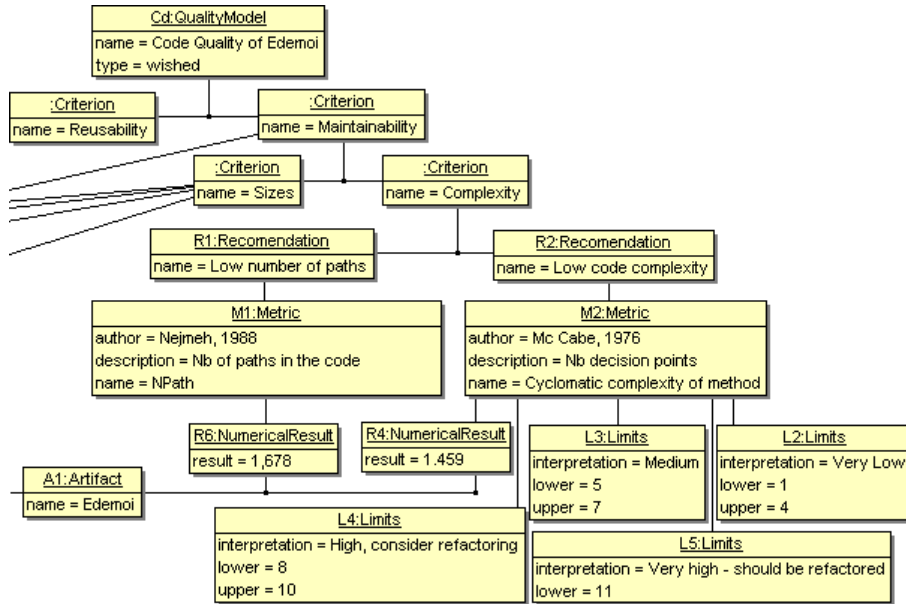 Cd:QualityModel
name = Code Quality of Edemoi
type = wished
:Criterion
name = Reusability
:Criterion
name = Maintainability
:Criterion
name = Sizes
:Criterion
name = Complexity
R1:Recomendation
name = Low number of paths
R2:Recomendation
name = Low code complexity
M1:Metric
author = Nejmeh, 1988
description = Nb of paths in the code
name = NPath
M2:Metric
author = Mc Cabe, 1976
description = Nb decision points
name = Cyclomatic complexity of method
R6:NumericalResult
result = 1,678
R4:NumericalResult
result = 1.459
L3:Limits
interpretation = Medium
lower = 5
upper = 7
L2:Limits
interpretation = Very Low
lower = 1
upper = 4
A1:Artifact
name = Edemoi
L4:Limits
interpretation = High, consider refactoring
lower = 8
upper = 10
L5:Limits
interpretation = Very high - should be refactored
lower = 11